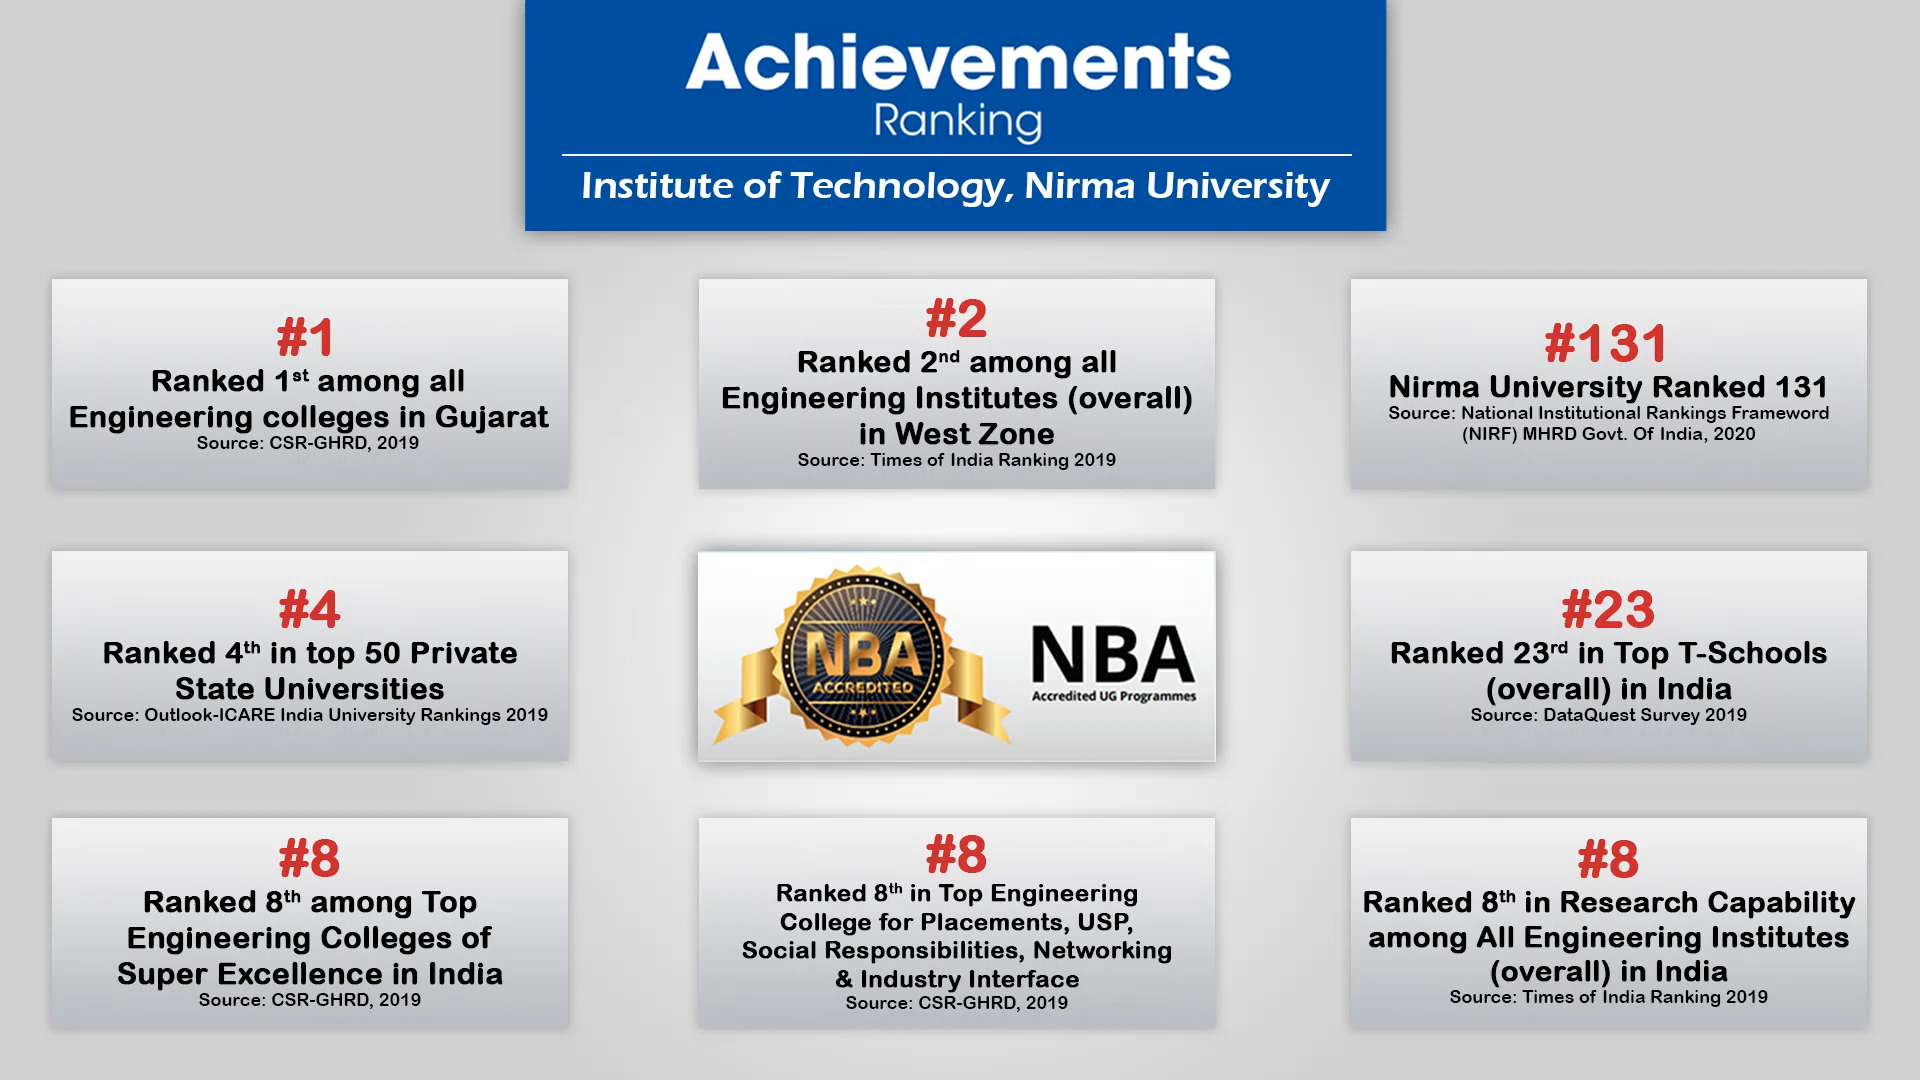 Achievements
Ranking
Institute of Technology, Nirma University
#1
Ranked 1st among all
Engineering colleges in Gujarat
Source: CSR-GHRD, 2019
#2
Ranked 2nd among all
Engineering Institutes (overall)
in West Zone
Source: Times of India Ranking 2019
#131
Nirma University Ranked 131
Source: National Institutional Rankings Frameword
(NIRF) MHRD Govt. Of India, 2020
#4
Ranked 4th in top 50 Private
State Universities
Source: Outlook-ICARE India University Rankings 2019
NBA
ACCREDITED
NBA
Accredited UG Programmes
#23
Ranked 23rd in Top T-Schools
(overall) in India
Source: DataQuest Survey 2019
#8
Ranked 8th among Top
Engineering Colleges of
Super Excellence in India
Source: CSR-GHRD, 2019
#8
Ranked 8th in Top Engineering
College for Placements, USP,
Social Responsibilities, Networking
& Industry Interface
Source: CSR-GHRD, 2019
#8
Ranked 8th in Research Capability
among All Engineering Institutes
(overall) in India
Source: Times of India Ranking 2019